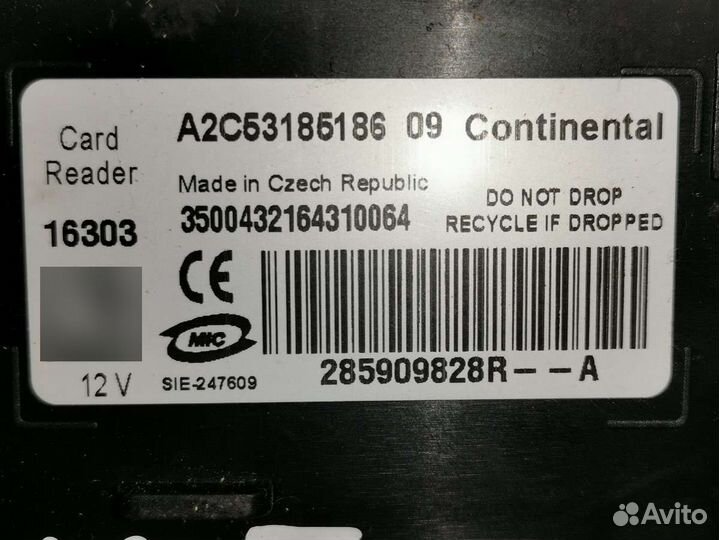 Card
Reader
16303
12 V
A2C53185186 09 Continental
Made in Czech Republic
3500432164310064
DO NOT DROP
RECYCLE IF DROPPED
CE
MIC
SIE-247609
285909828R--A
Avito